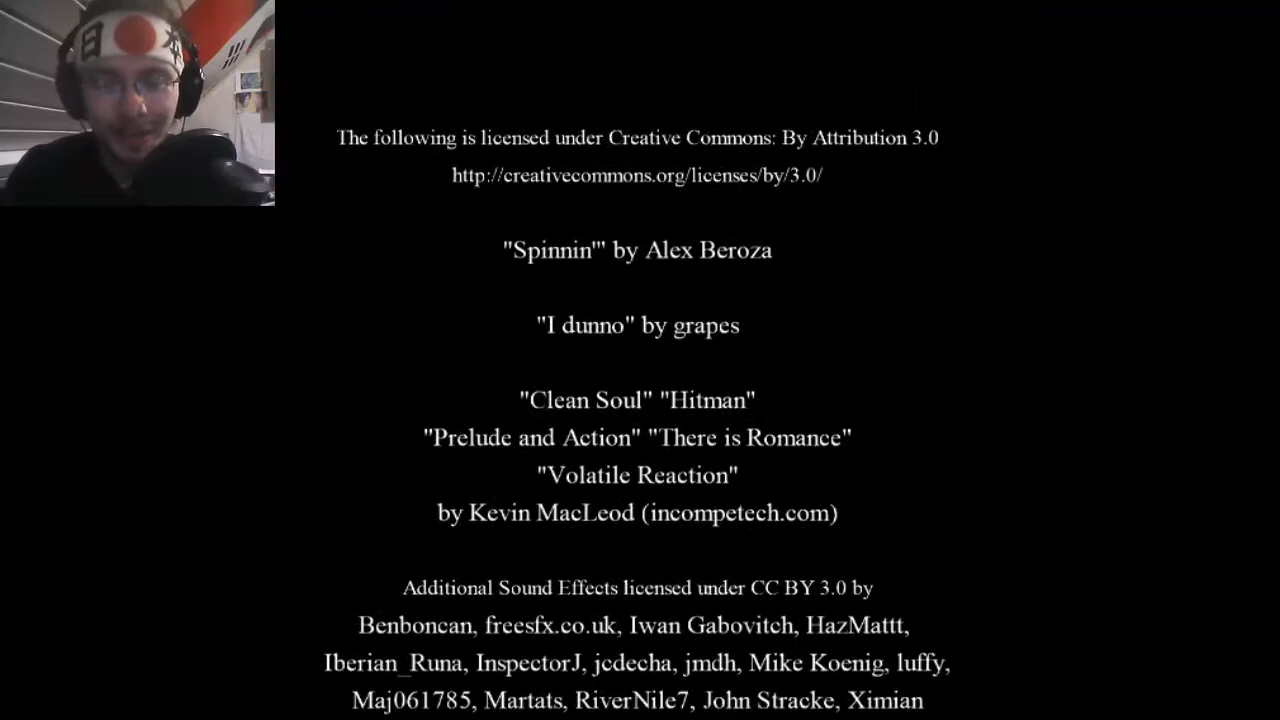 日 本
The following is licensed under Creative Commons: By Attribution 3.0
http://creativecommons.org/licenses/by/3.0/
"Spinnin'" by Alex Beroza
"I dunno" by grapes
"Clean Soul" "Hitman"
"Prelude and Action" "There is Romance"
"Volatile Reaction"
by Kevin MacLeod (incompetech.com)
Additional Sound Effects licensed under CC BY 3.0 by
Benboncan, freesfx.co.uk, Iwan Gabovitch, HazMattt,
Iberian_Runa, InspectorJ, jcdecha, jmdh, Mike Koenig, luffy,
Maj061785, Martats, RiverNile7, John Stracke, Ximian